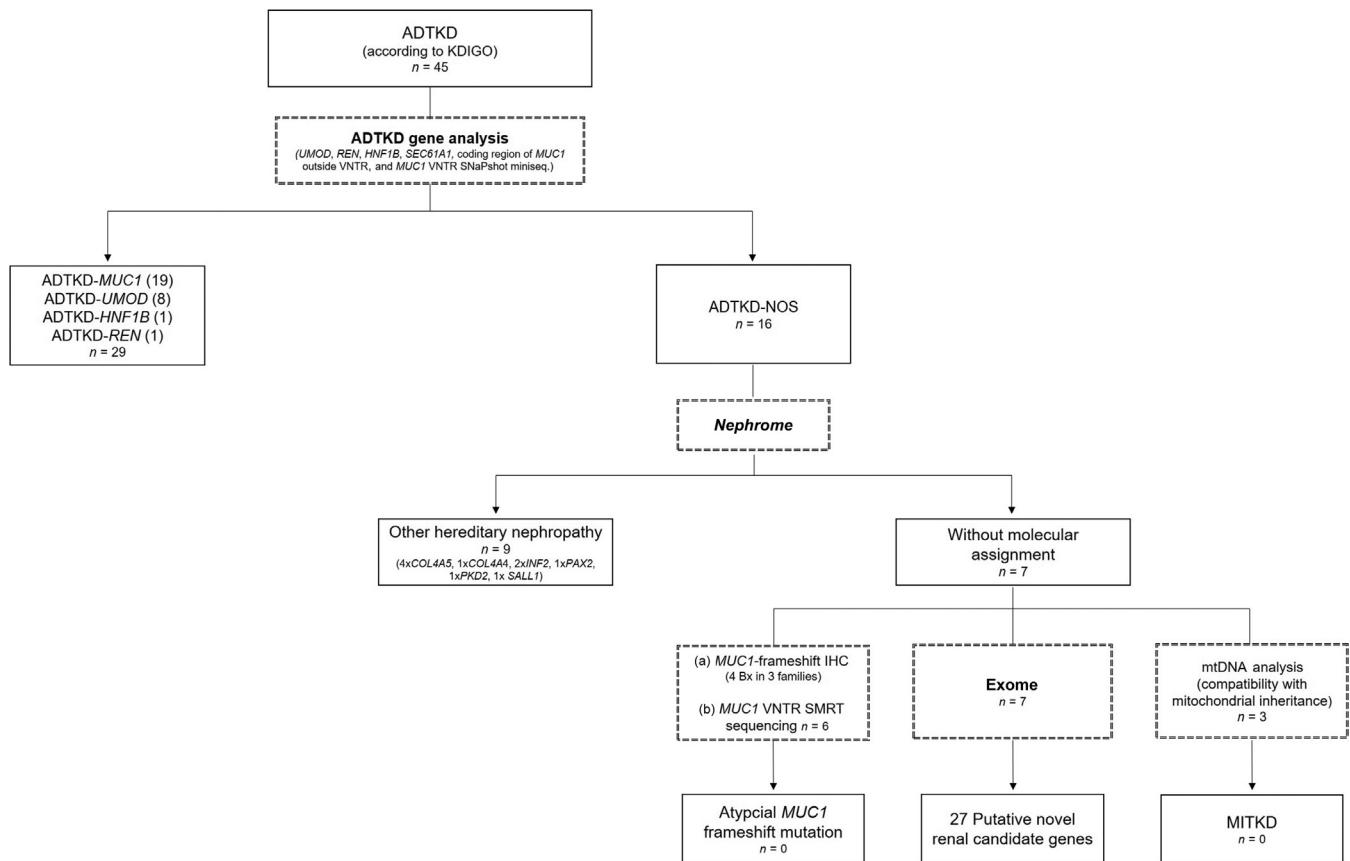 ADTKD
(according to KDIGO)
n = 45
ADTKD gene analysis
(UMOD, REN, HNF1B, SEC61A1, coding region of MUC1
outside VNTR, and MUC1 VNTR SNaPshot miniseq.)
ADTKD-MUC1 (19)
ADTKD-UMOD (8)
ADTKD-HNF1B (1)
ADTKD-REN (1)
n = 29
ADTKD-NOS
n = 16
Nephrome
Other hereditary nephropathy
n = 9
(4xCOL4A5, 1xCOL4A4, 2xINF2, 1xPAX2,
1xPKD2, 1x SALL1)
Without molecular
assignment
n = 7
(a) MUC1-frameshift IHC
(4 Bx in 3 families)
(b) MUC1 VNTR SMRT
sequencing n = 6
Exome
n = 7
mtDNA analysis
(compatibility with
mitochondrial inheritance)
n = 3
Atypcial MUC1
frameshift mutation
n = 0
27 Putative novel
renal candidate genes
MITKD
n = 0